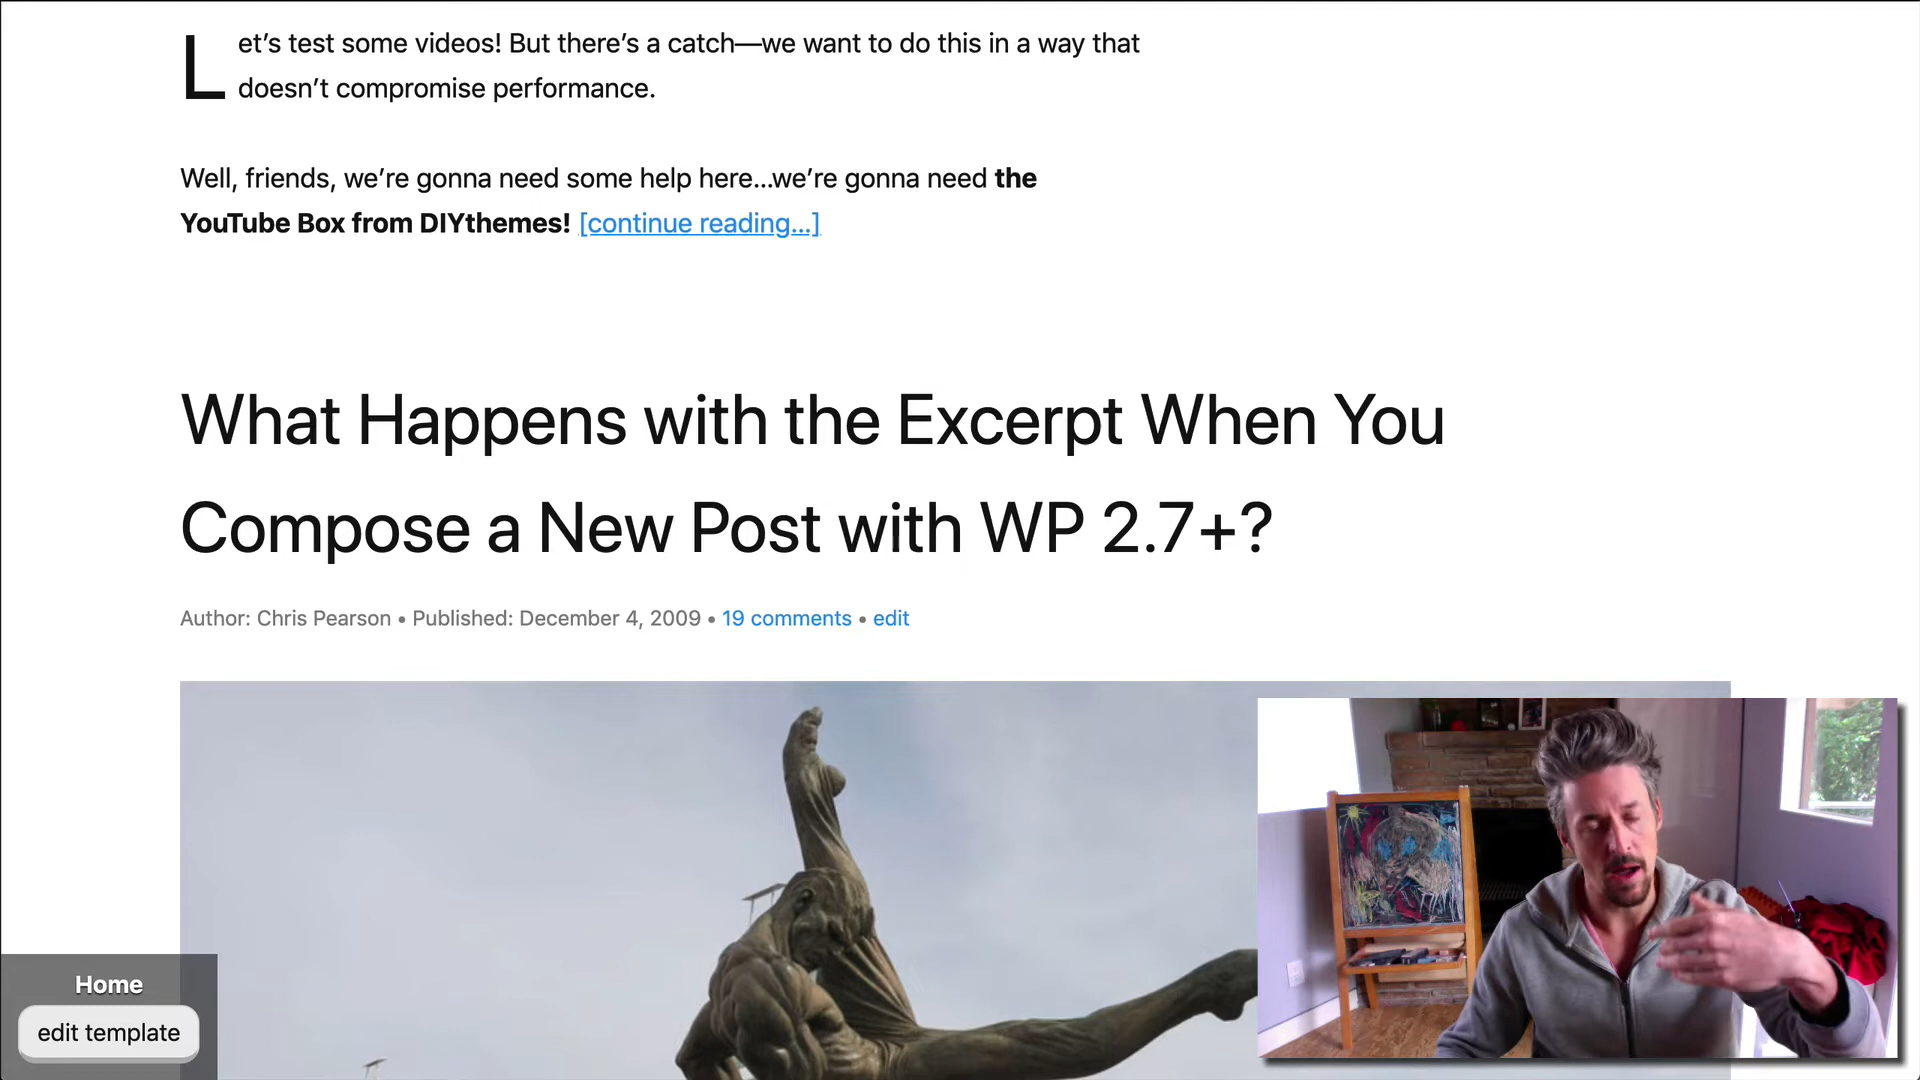 Let’s test some videos! But there’s a catch—we want to do this in a way that
doesn’t compromise performance.
Well, friends, we’re gonna need some help here…we’re gonna need the
YouTube Box from DIYthemes! [continue reading…]
What Happens with the Excerpt When You
Compose a New Post with WP 2.7+?
Author: Chris Pearson • Published: December 4, 2009 • 19 comments • edit
Home
edit template